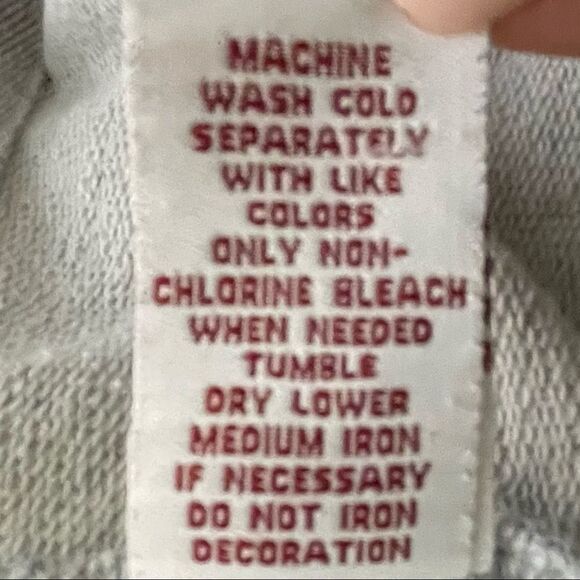 MACHINE
WASH COLD
SEPARATELY
WITH LIKE
COLORS
ONLY NON-
CHLORINE BLEACH
WHEN NEEDED
TUMBLE
DRY LOWER
MEDIUM IRON
IF NECESSARY
DO NOT IRON
DECORATION